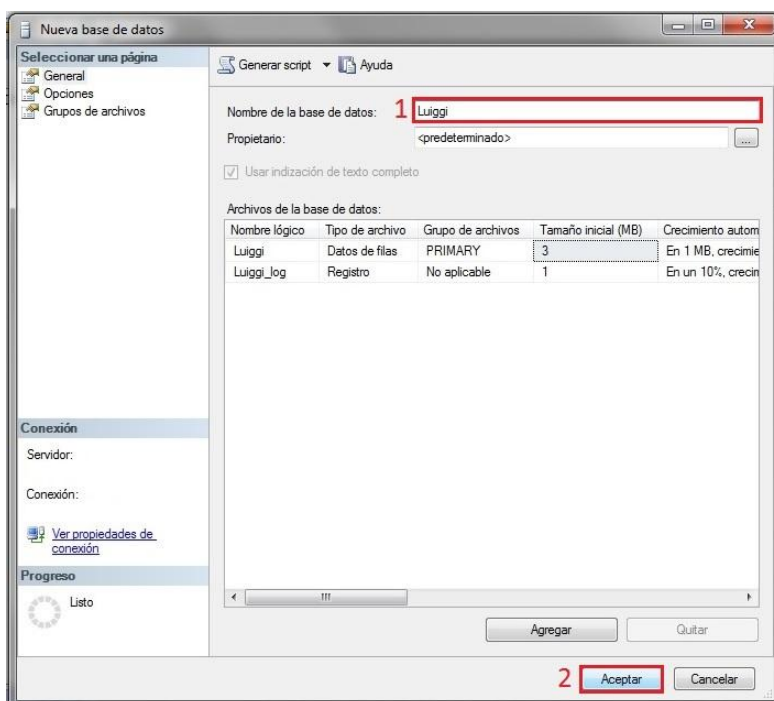 Nueva base de datos
Seleccionar una página
General
Opciones
Grupos de archivos
Generar script
Ayuda
Nombre de la base de datos: 1 Luiggi
Propietario: <predeterminado> ...
Usar indización de texto completo
Archivos de la base de datos:
Nombre lógico Tipo de archivo Grupo de archivos Tamaño inicial (MB) Crecimiento autom
Luiggi Datos de filas PRIMARY 3 En 1 MB, crecimie
Luiggi_log Registro No aplicable 1 En un 10%, crecim
Conexión
Servidor:
Conexión:
Ver propiedades de
conexión
Progreso
Listo
Agregar Quitar
2 Aceptar Cancelar